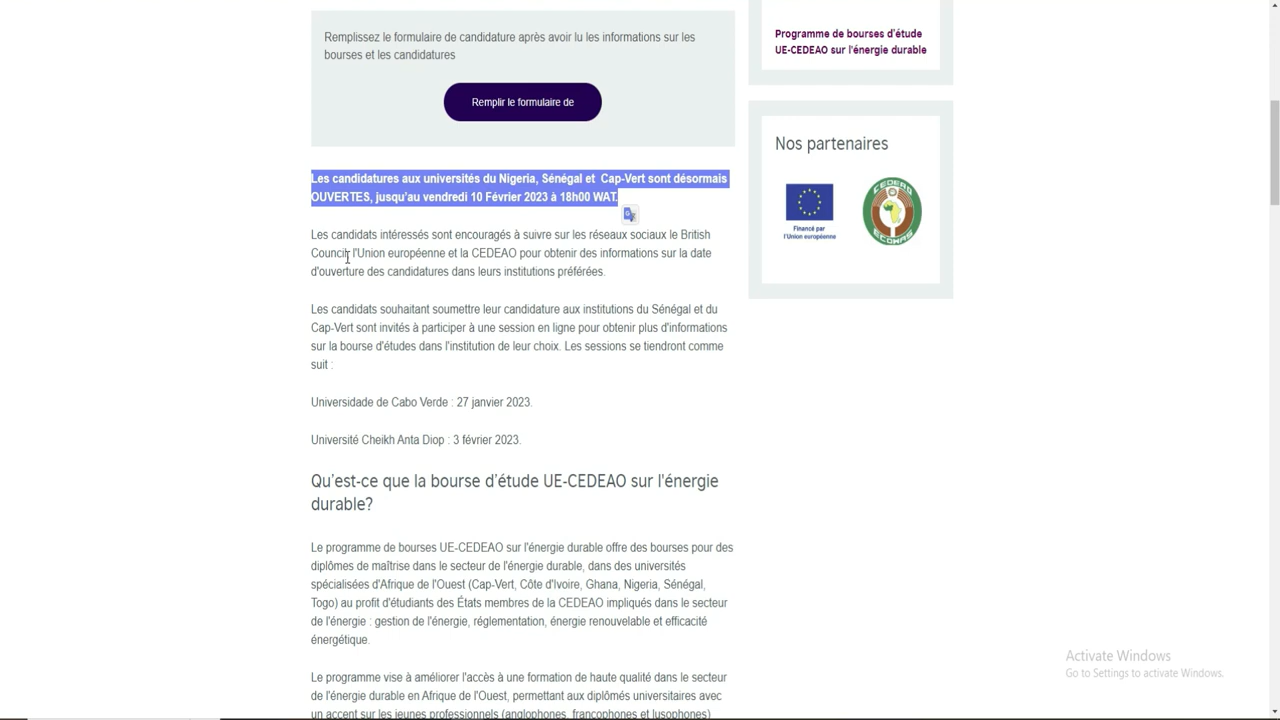 Remplissez le formulaire de candidature après avoir lu les informations sur les
bourses et les candidatures
Remplir le formulaire de
Les candidatures aux universités du Nigeria, Sénégal et  Cap-Vert sont désormais
OUVERTES, jusqu'au vendredi 10 Février 2023 à 18h00 WAT.
Les candidats intéressés sont encouragés à suivre sur les réseaux sociaux le British
Council, l'Union européenne et la CEDEAO pour obtenir des informations sur la date
d'ouverture des candidatures dans leurs institutions préférées.
Les candidats souhaitant soumettre leur candidature aux institutions du Sénégal et du
Cap-Vert sont invités à participer à une session en ligne pour obtenir plus d'informations
sur la bourse d'études dans l'institution de leur choix. Les sessions se tiendront comme
suit :
Universidade de Cabo Verde : 27 janvier 2023.
Université Cheikh Anta Diop : 3 février 2023.
Qu'est-ce que la bourse d'étude UE-CEDEAO sur l'énergie
durable?
Le programme de bourses UE-CEDEAO sur l'énergie durable offre des bourses pour des
diplômes de maîtrise dans le secteur de l'énergie durable, dans des universités
spécialisées d'Afrique de l'Ouest (Cap-Vert, Côte d'Ivoire, Ghana, Nigeria, Sénégal,
Togo) au profit d'étudiants des États membres de la CEDEAO impliqués dans le secteur
de l'énergie : gestion de l'énergie, réglementation, énergie renouvelable et efficacité
énergétique.
Le programme vise à améliorer l'accès à une formation de haute qualité dans le secteur
de l'énergie durable en Afrique de l'Ouest, permettant aux diplômés universitaires avec
un accent sur les jeunes professionnels (anglophones, francophones et lusophones)
Programme de bourses d'étude
UE-CEDEAO sur l'énergie durable
Nos partenaires
Financé par
l'Union européenne
CEDEAO
ECOWAS
Activate Windows
Go to Settings to activate Windows.